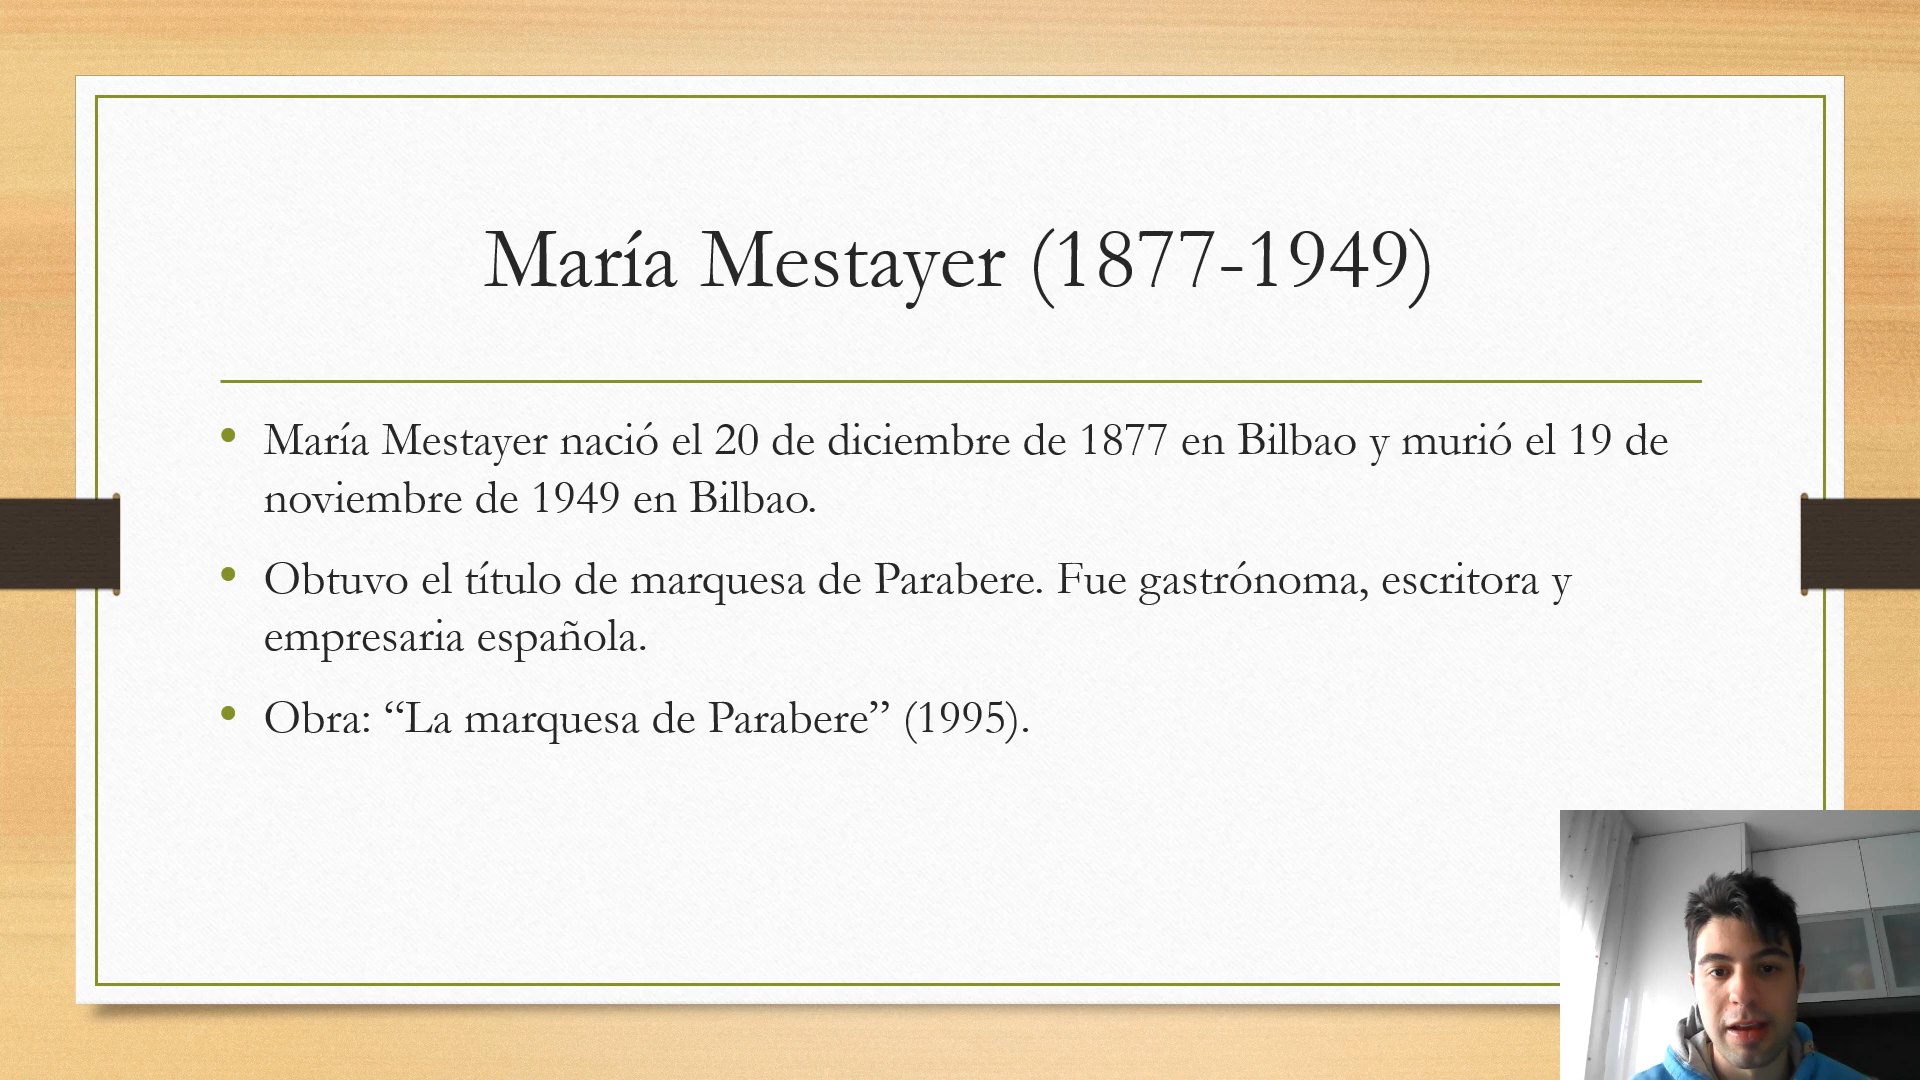 María Mestayer (1877-1949)
• María Mestayer nació el 20 de diciembre de 1877 en Bilbao y murió el 19 de
noviembre de 1949 en Bilbao.
• Obtuvo el título de marquesa de Parabere. Fue gastrónoma, escritora y
empresaria española.
• Obra: “La marquesa de Parabere” (1995).